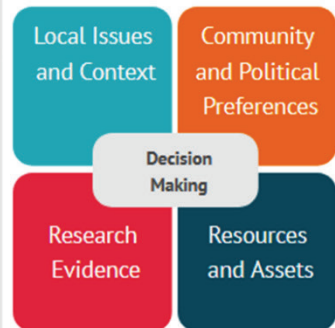 Local Issues
and Context
Community
and Political
Preferences
Decision
Making
Research
Evidence
Resources
and Assets